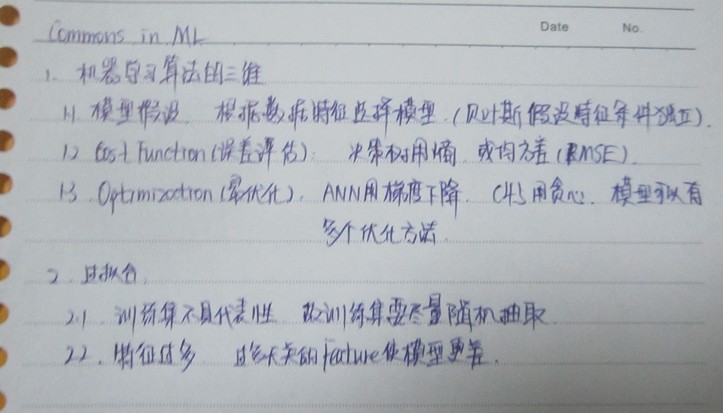 Date No.
Commons in ML
1. 机器学习算法的三维
1.1 模型假设 根据数据特征选择模型. (贝叶斯假设特征条件独立).
1.2 Cost Function (误差评估). 决策树用熵 或均方差 (RMSE).
1.3 Optimization (最优化). ANN用梯度下降. C4.5用贪心. 模型可以有
多个优化方法.
2. 过拟合.
2.1. 训练集不具代表性 故训练集要尽量随机抽取.
2.2. 特征过多 过多无关的Feature使模型更差.